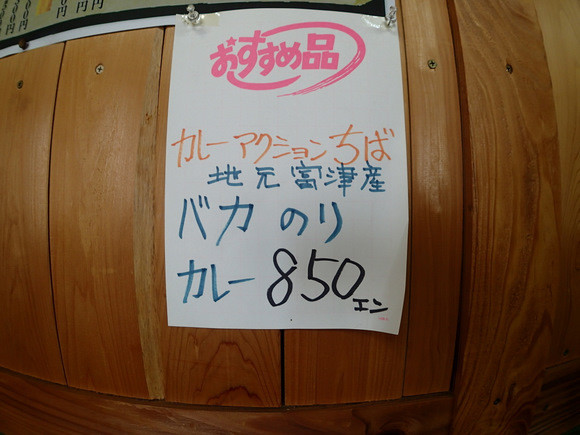 おすすめ品
カレーアクションちば
地元富津産
バカ のり
カレー 850エン